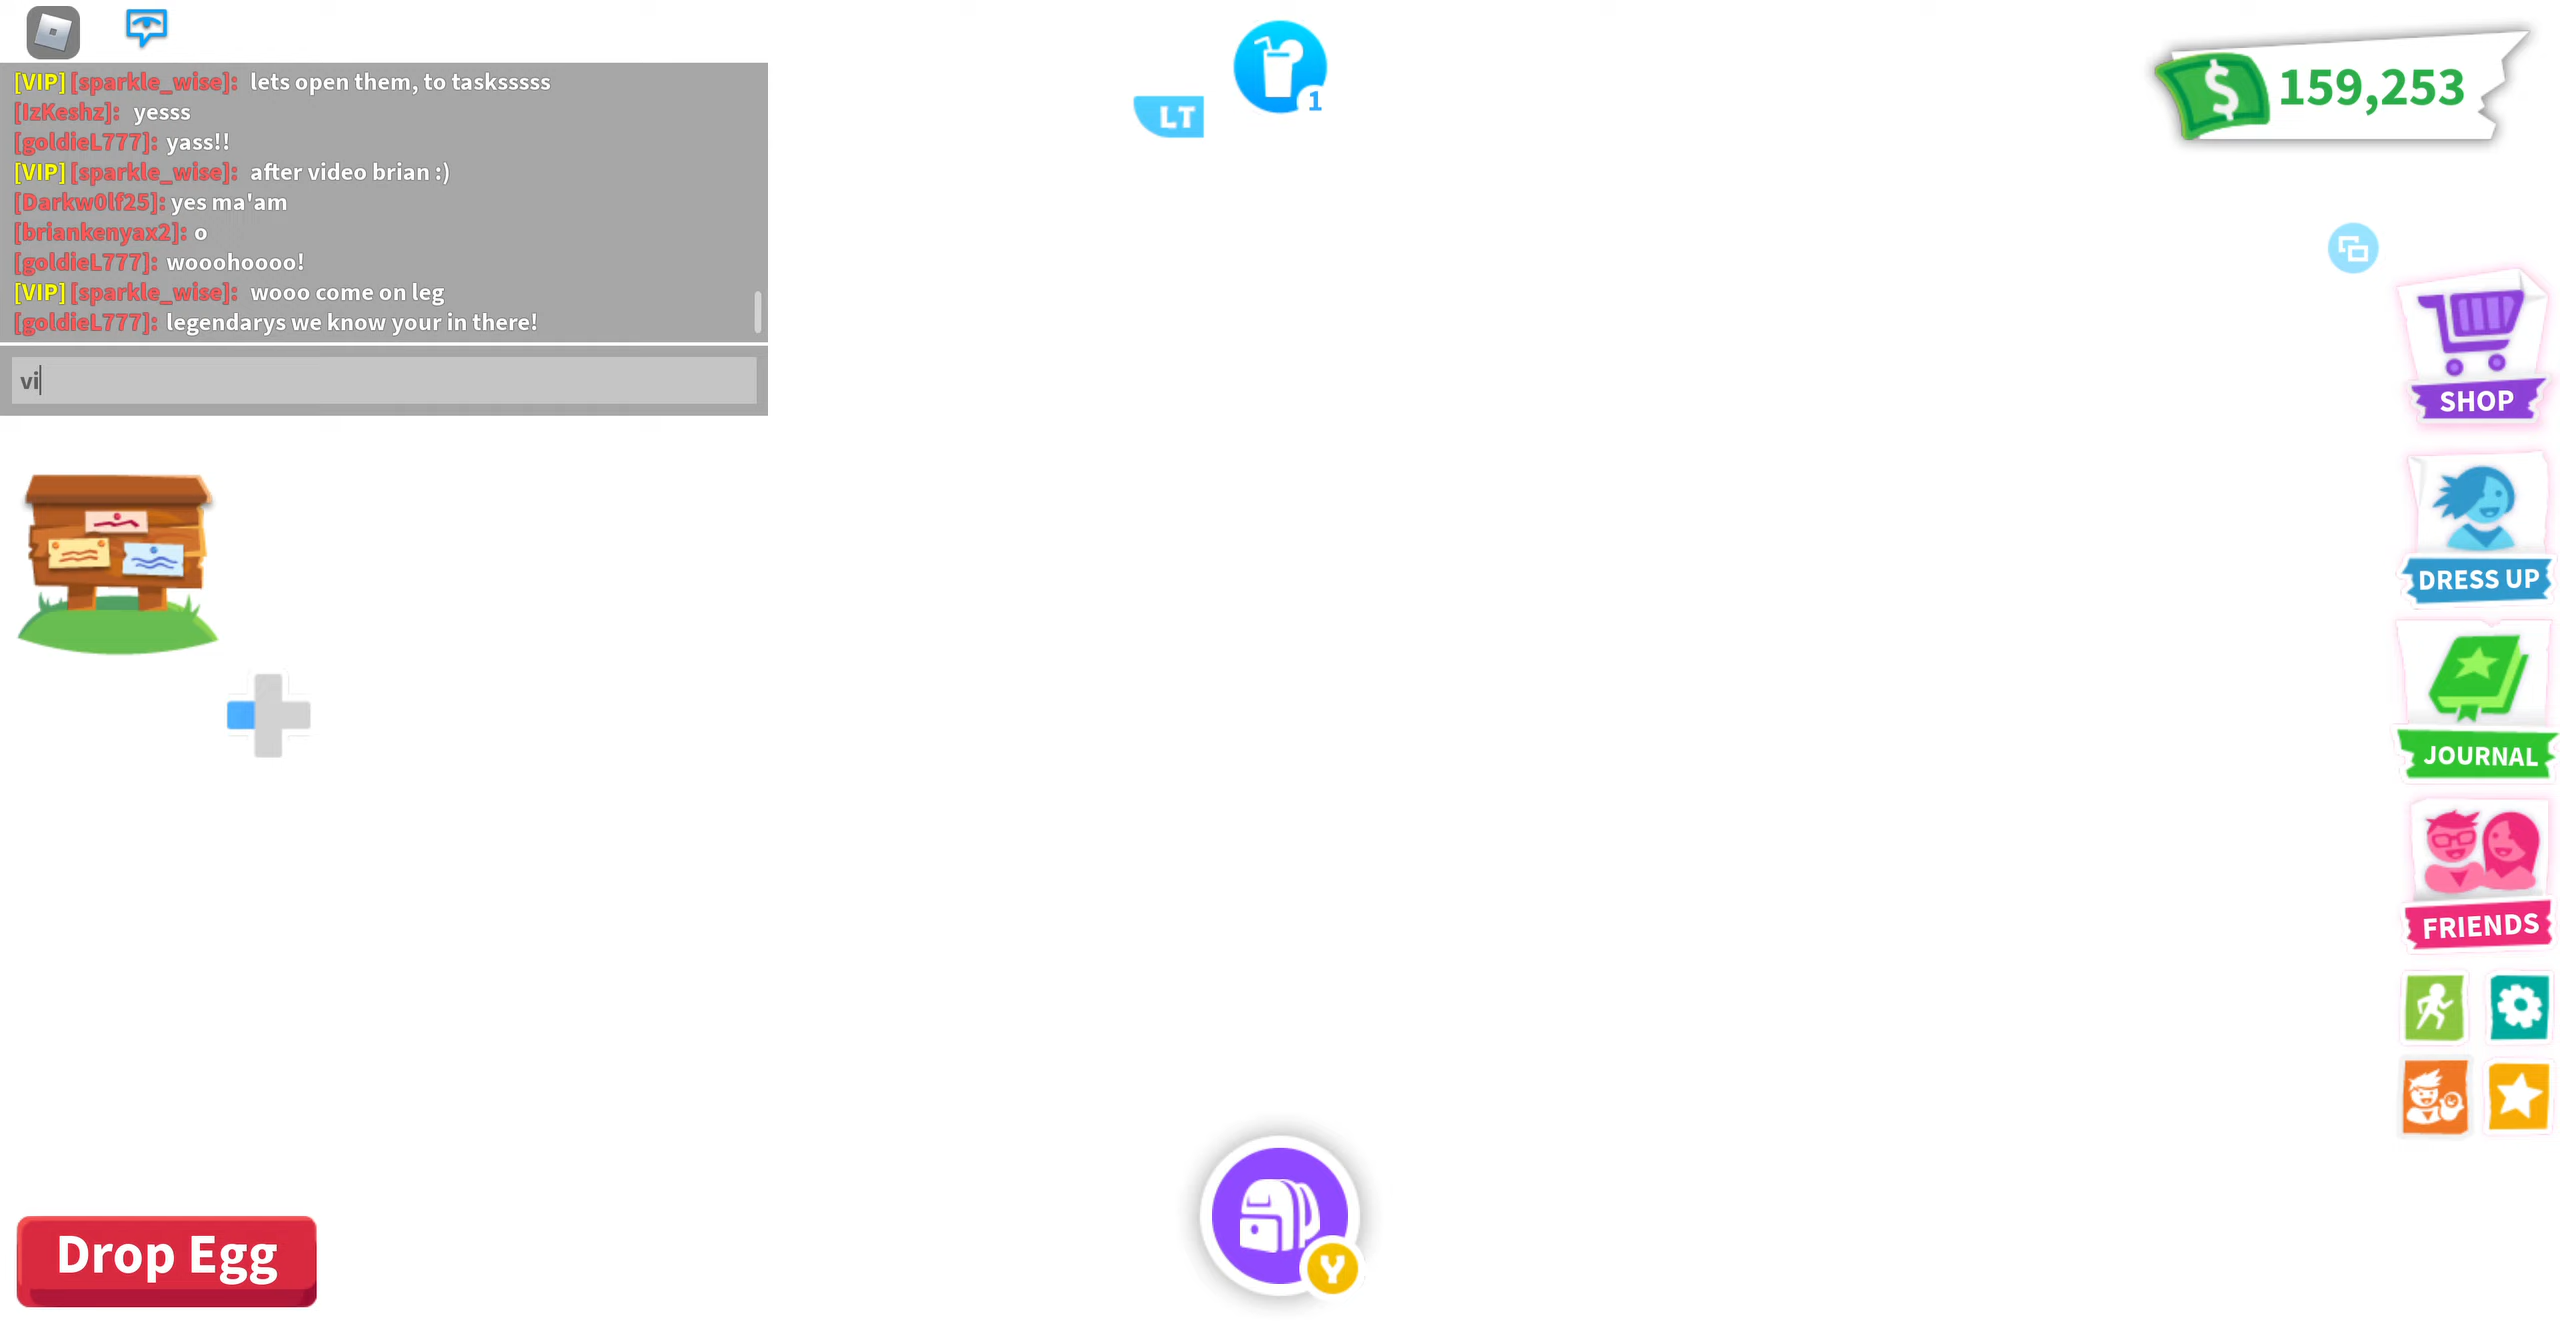 [VIP] [sparkle_wise]: lets open them, to tasksssss
[IzKeshz]: yesss
[goldieL777]: yass!!
[VIP] [sparkle_wise]: after video brian :)
[Darkw0lf25]: yes ma'am
[briankenyax2]: o
[goldieL777]: wooohoooo!
[VIP] [sparkle_wise]: wooo come on leg
[goldieL777]: legendarys we know your in there!
vi
LT
1
$ 159,253
SHOP
DRESS UP
JOURNAL
FRIENDS
Drop Egg
Y